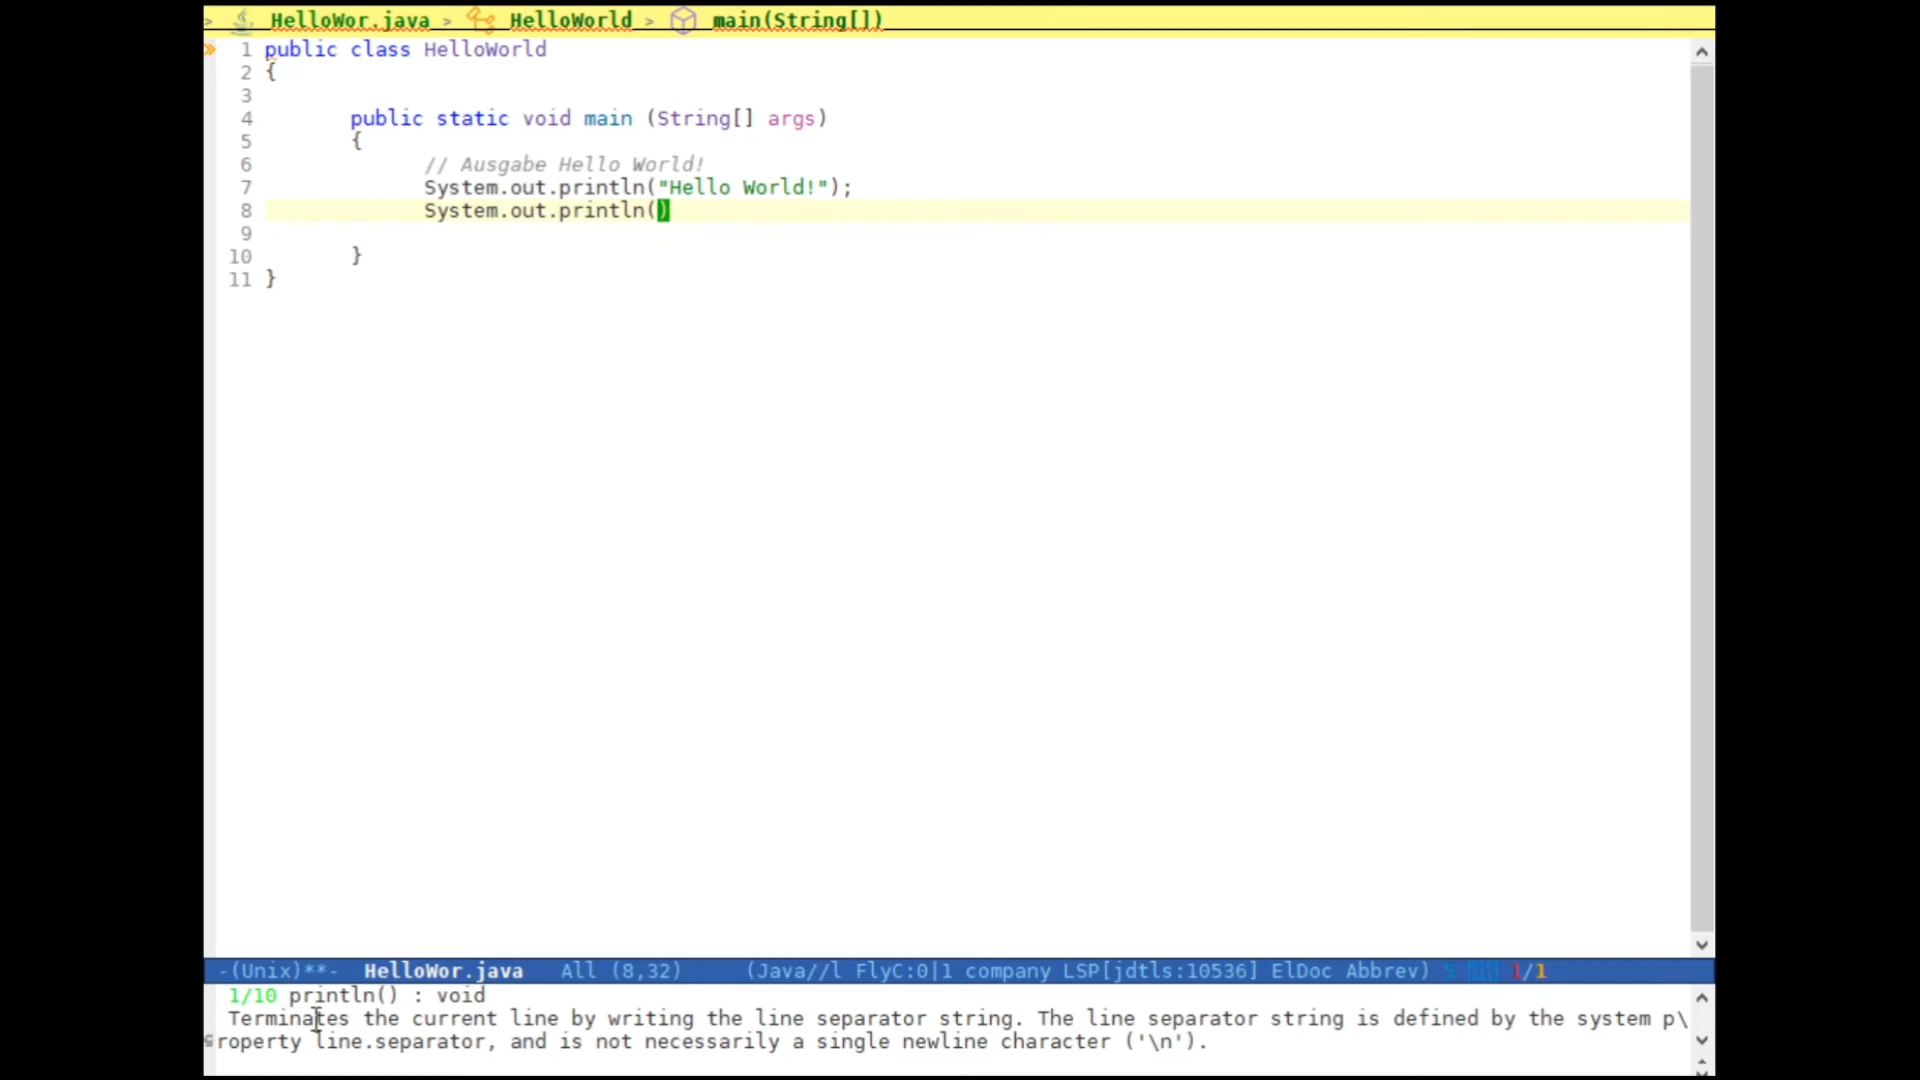 > HelloWor.java > HelloWorld > main(String[])
1 public class HelloWorld
2 {
3
4 public static void main (String[] args)
5 {
6 // Ausgabe Hello World!
7 System.out.println("Hello World!");
8 System.out.println()
9
10 }
11 }
-(Unix)**- HelloWor.java All (8,32) (Java//l FlyC:0|1 company LSP[jdtls:10536] ElDoc Abbrev) 5 1/1
1/10 println() : void
Terminates the current line by writing the line separator string. The line separator string is defined by the system p\
roperty line.separator, and is not necessarily a single newline character ('\n').